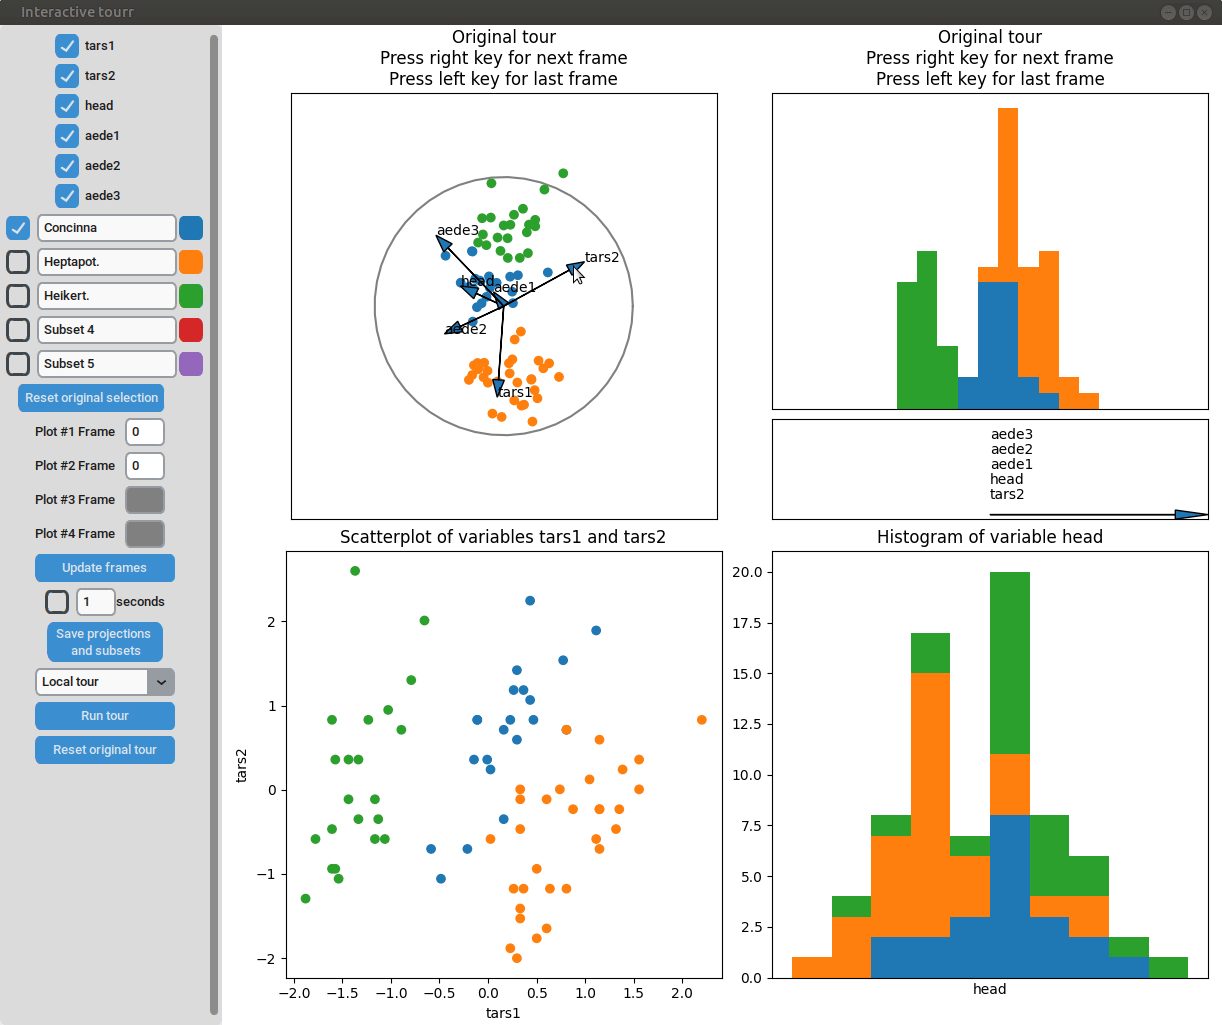 Interactive tourr
tars1
tars2
head
aede1
aede2
aede3
Concinna
Heptapot.
Heikert.
Subset 4
Subset 5
Reset original selection
Plot #1 Frame 0
Plot #2 Frame 0
Plot #3 Frame
Plot #4 Frame
Update frames
1 seconds
Save projections
and subsets
Local tour
Run tour
Reset original tour
Original tour
Press right key for next frame
Press left key for last frame
aede3
tars2
head
aede1
aede2
tars1
Original tour
Press right key for next frame
Press left key for last frame
aede3
aede2
aede1
head
tars2
Scatterplot of variables tars1 and tars2
tars2
2
1
0
−1
−2
−2.0 −1.5 −1.0 −0.5 0.0 0.5 1.0 1.5 2.0
tars1
Histogram of variable head
20.0
17.5
15.0
12.5
10.0
7.5
5.0
2.5
0.0
head